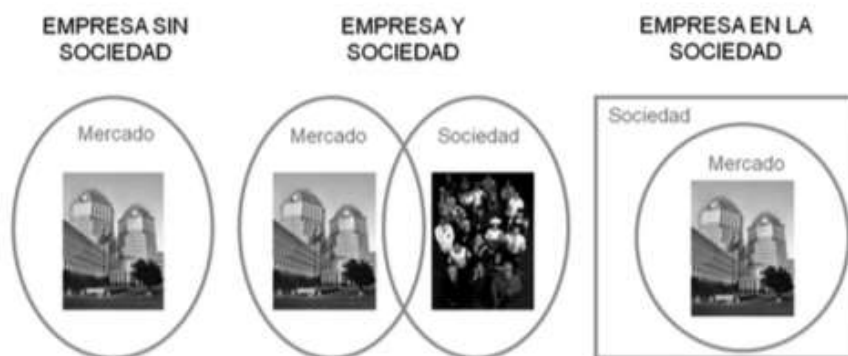 EMPRESA SIN
SOCIEDAD
EMPRESA Y
SOCIEDAD
EMPRESA EN LA
SOCIEDAD
Mercado
Mercado
Sociedad
Sociedad
Mercado